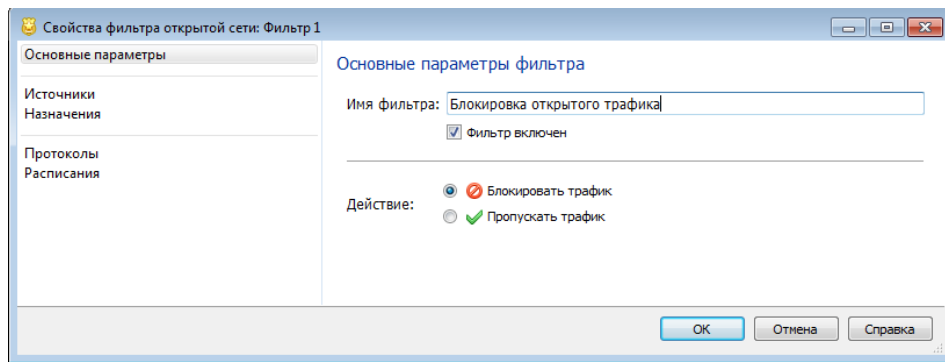 Свойства фильтра открытой сети: Фильтр 1
Основные параметры
Источники
Назначения
Протоколы
Расписания
Основные параметры фильтра
Имя фильтра: Блокировка открытого трафика
Фильтр включен
Действие:
Блокировать трафик
Пропускать трафик
OK Отмена Справка